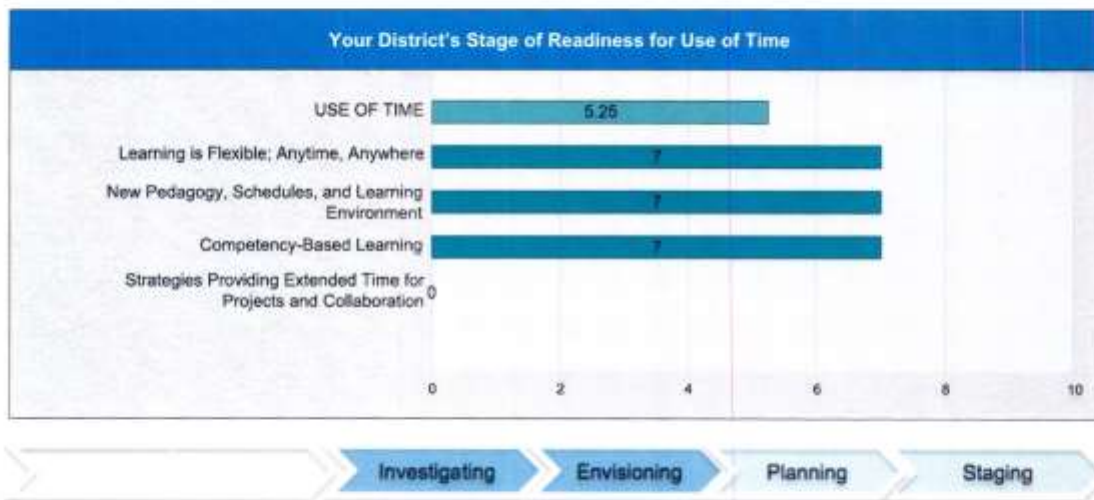 Your District's Stage of Readiness for Use of Time
USE OF TIME
5.25
Learning is Flexible; Anytime, Anywhere
7
New Pedagogy, Schedules, and Learning
Environment
7
Competency-Based Learning
7
Strategies Providing Extended Time for
Projects and Collaboration
0
0 2 4 6 8 10
Investigating Envisioning Planning Staging